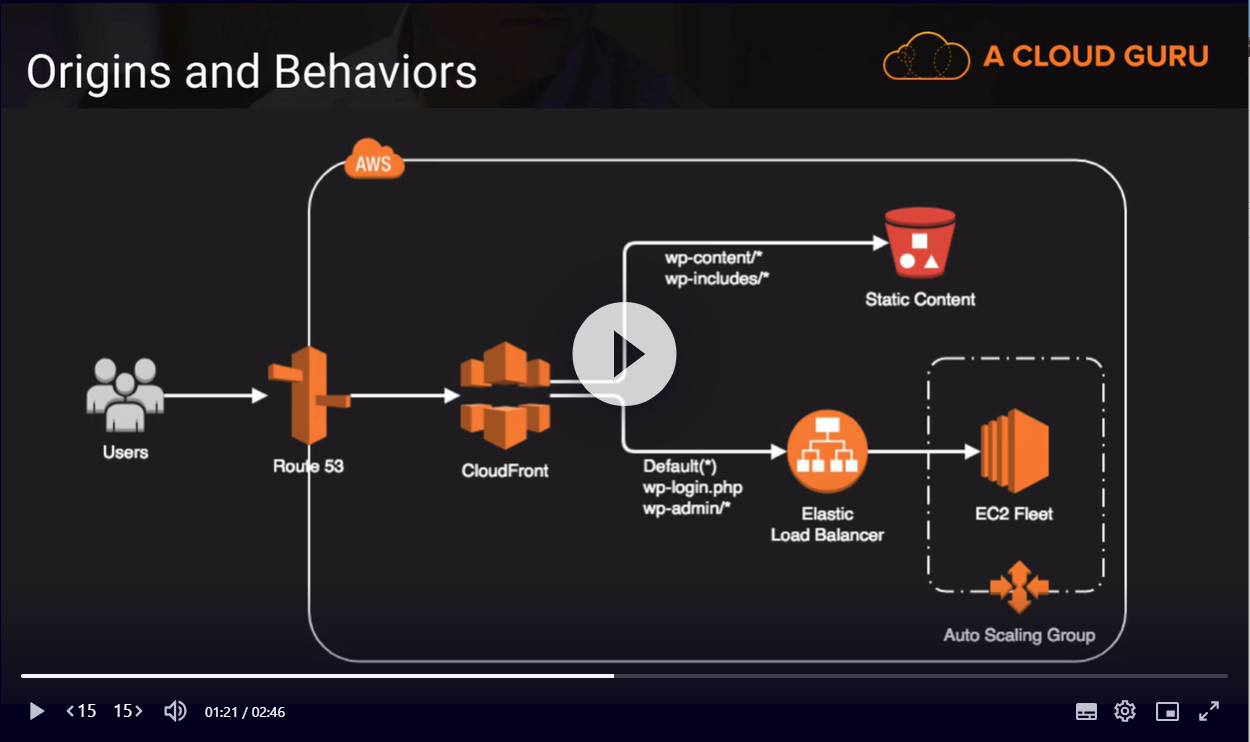 Origins and Behaviors
A CLOUD GURU
AWS
wp-content/*
wp-includes/*
Static Content
Users
Route 53
CloudFront
Default(*)
wp-login.php
wp-admin/*
Elastic
Load Balancer
EC2 Fleet
Auto Scaling Group
<15 15> 01:21 / 02:46